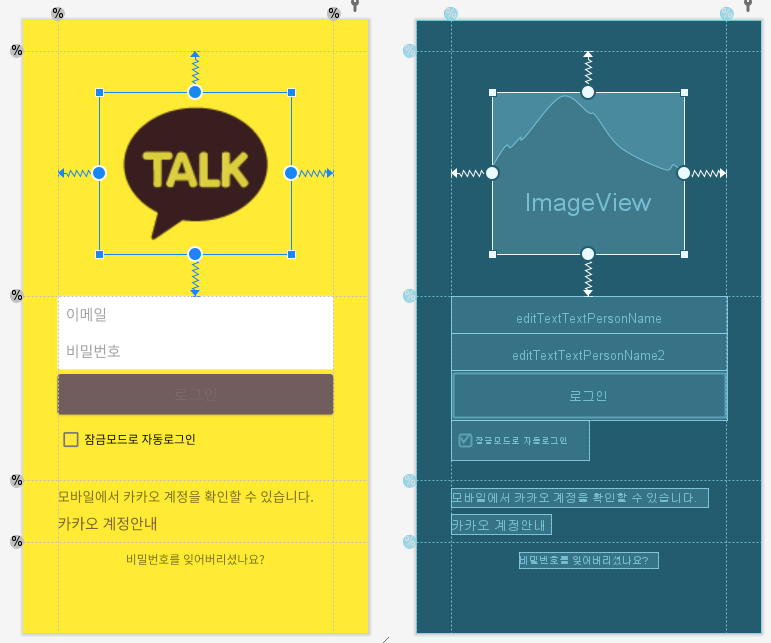 %
%
%
TALK
%
이메일
비밀번호
로그인
잠금모드로 자동로그인
%
모바일에서 카카오 계정을 확인할 수 있습니다.
카카오 계정안내
%
비밀번호를 잊어버리셨나요?
%
%
%
ImageView
%
editTextTextPersonName
editTextTextPersonName2
로그인
잠금모드로 자동로그인
%
모바일에서 카카오 계정을 확인할 수 있습니다.
카카오 계정안내
%
비밀번호를 잊어버리셨나요?